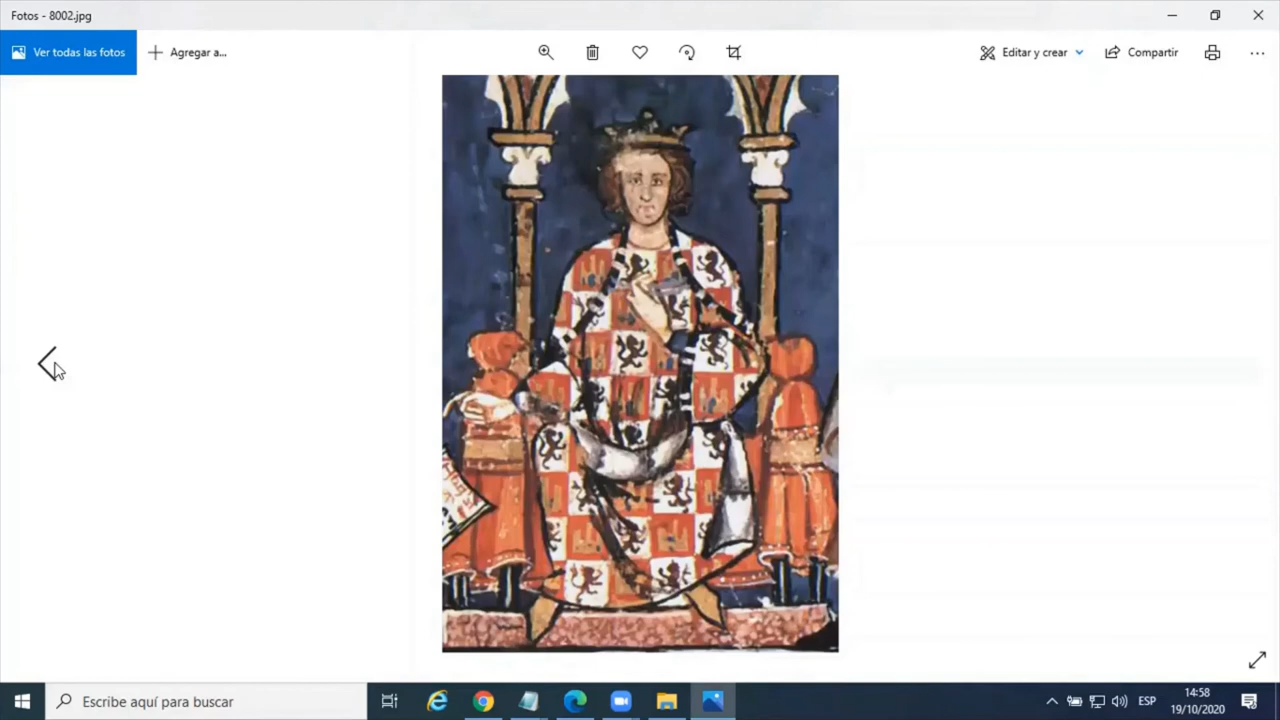 Fotos - 8002.jpg
Ver todas las fotos
Agregar a...
Editar y crear
Compartir
Escribe aquí para buscar
ESP
14:58
19/10/2020